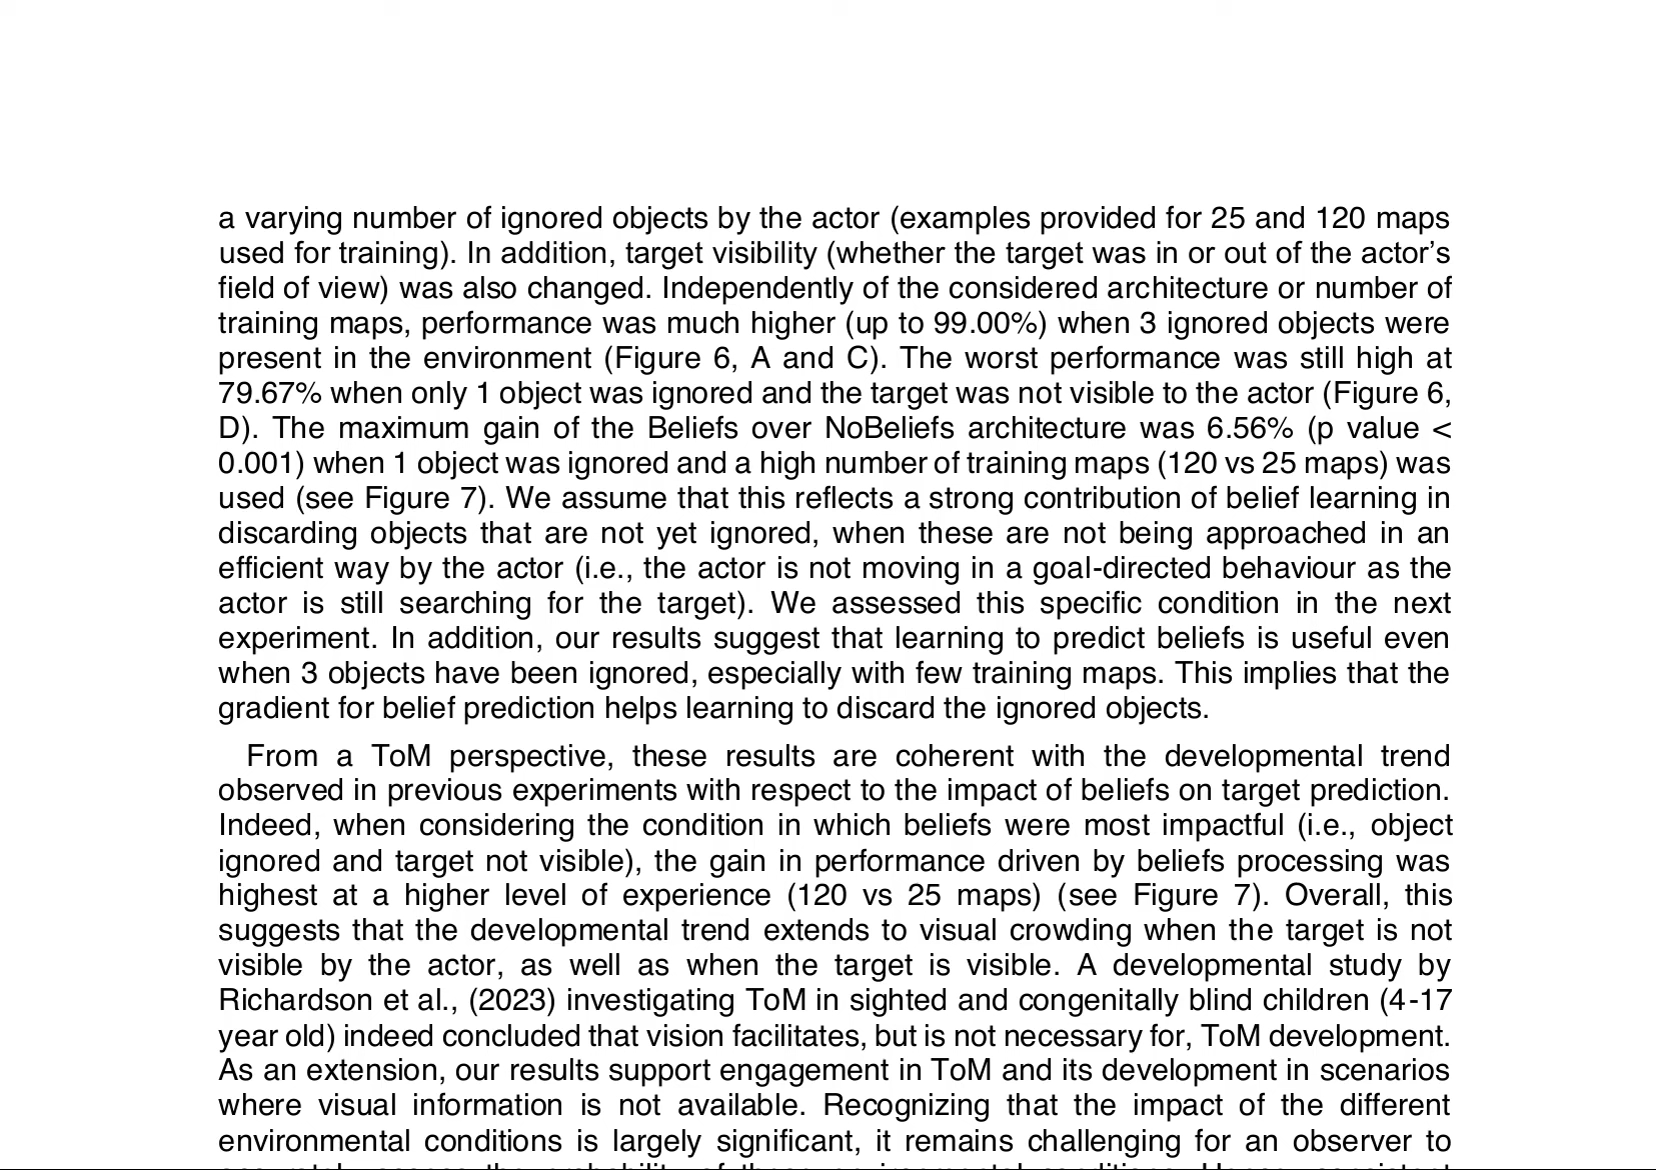 a varying number of ignored objects by the actor (examples provided for 25 and 120 maps
used for training). In addition, target visibility (whether the target was in or out of the actor’s
field of view) was also changed. Independently of the considered architecture or number of
training maps, performance was much higher (up to 99.00%) when 3 ignored objects were
present in the environment (Figure 6, A and C). The worst performance was still high at
79.67% when only 1 object was ignored and the target was not visible to the actor (Figure 6,
D). The maximum gain of the Beliefs over NoBeliefs architecture was 6.56% (p value <
0.001) when 1 object was ignored and a high number of training maps (120 vs 25 maps) was
used (see Figure 7). We assume that this reflects a strong contribution of belief learning in
discarding objects that are not yet ignored, when these are not being approached in an
efficient way by the actor (i.e., the actor is not moving in a goal-directed behaviour as the
actor is still searching for the target). We assessed this specific condition in the next
experiment. In addition, our results suggest that learning to predict beliefs is useful even
when 3 objects have been ignored, especially with few training maps. This implies that the
gradient for belief prediction helps learning to discard the ignored objects.
From a ToM perspective, these results are coherent with the developmental trend
observed in previous experiments with respect to the impact of beliefs on target prediction.
Indeed, when considering the condition in which beliefs were most impactful (i.e., object
ignored and target not visible), the gain in performance driven by beliefs processing was
highest at a higher level of experience (120 vs 25 maps) (see Figure 7). Overall, this
suggests that the developmental trend extends to visual crowding when the target is not
visible by the actor, as well as when the target is visible. A developmental study by
Richardson et al., (2023) investigating ToM in sighted and congenitally blind children (4-17
year old) indeed concluded that vision facilitates, but is not necessary for, ToM development.
As an extension, our results support engagement in ToM and its development in scenarios
where visual information is not available. Recognizing that the impact of the different
environmental conditions is largely significant, it remains challenging for an observer to